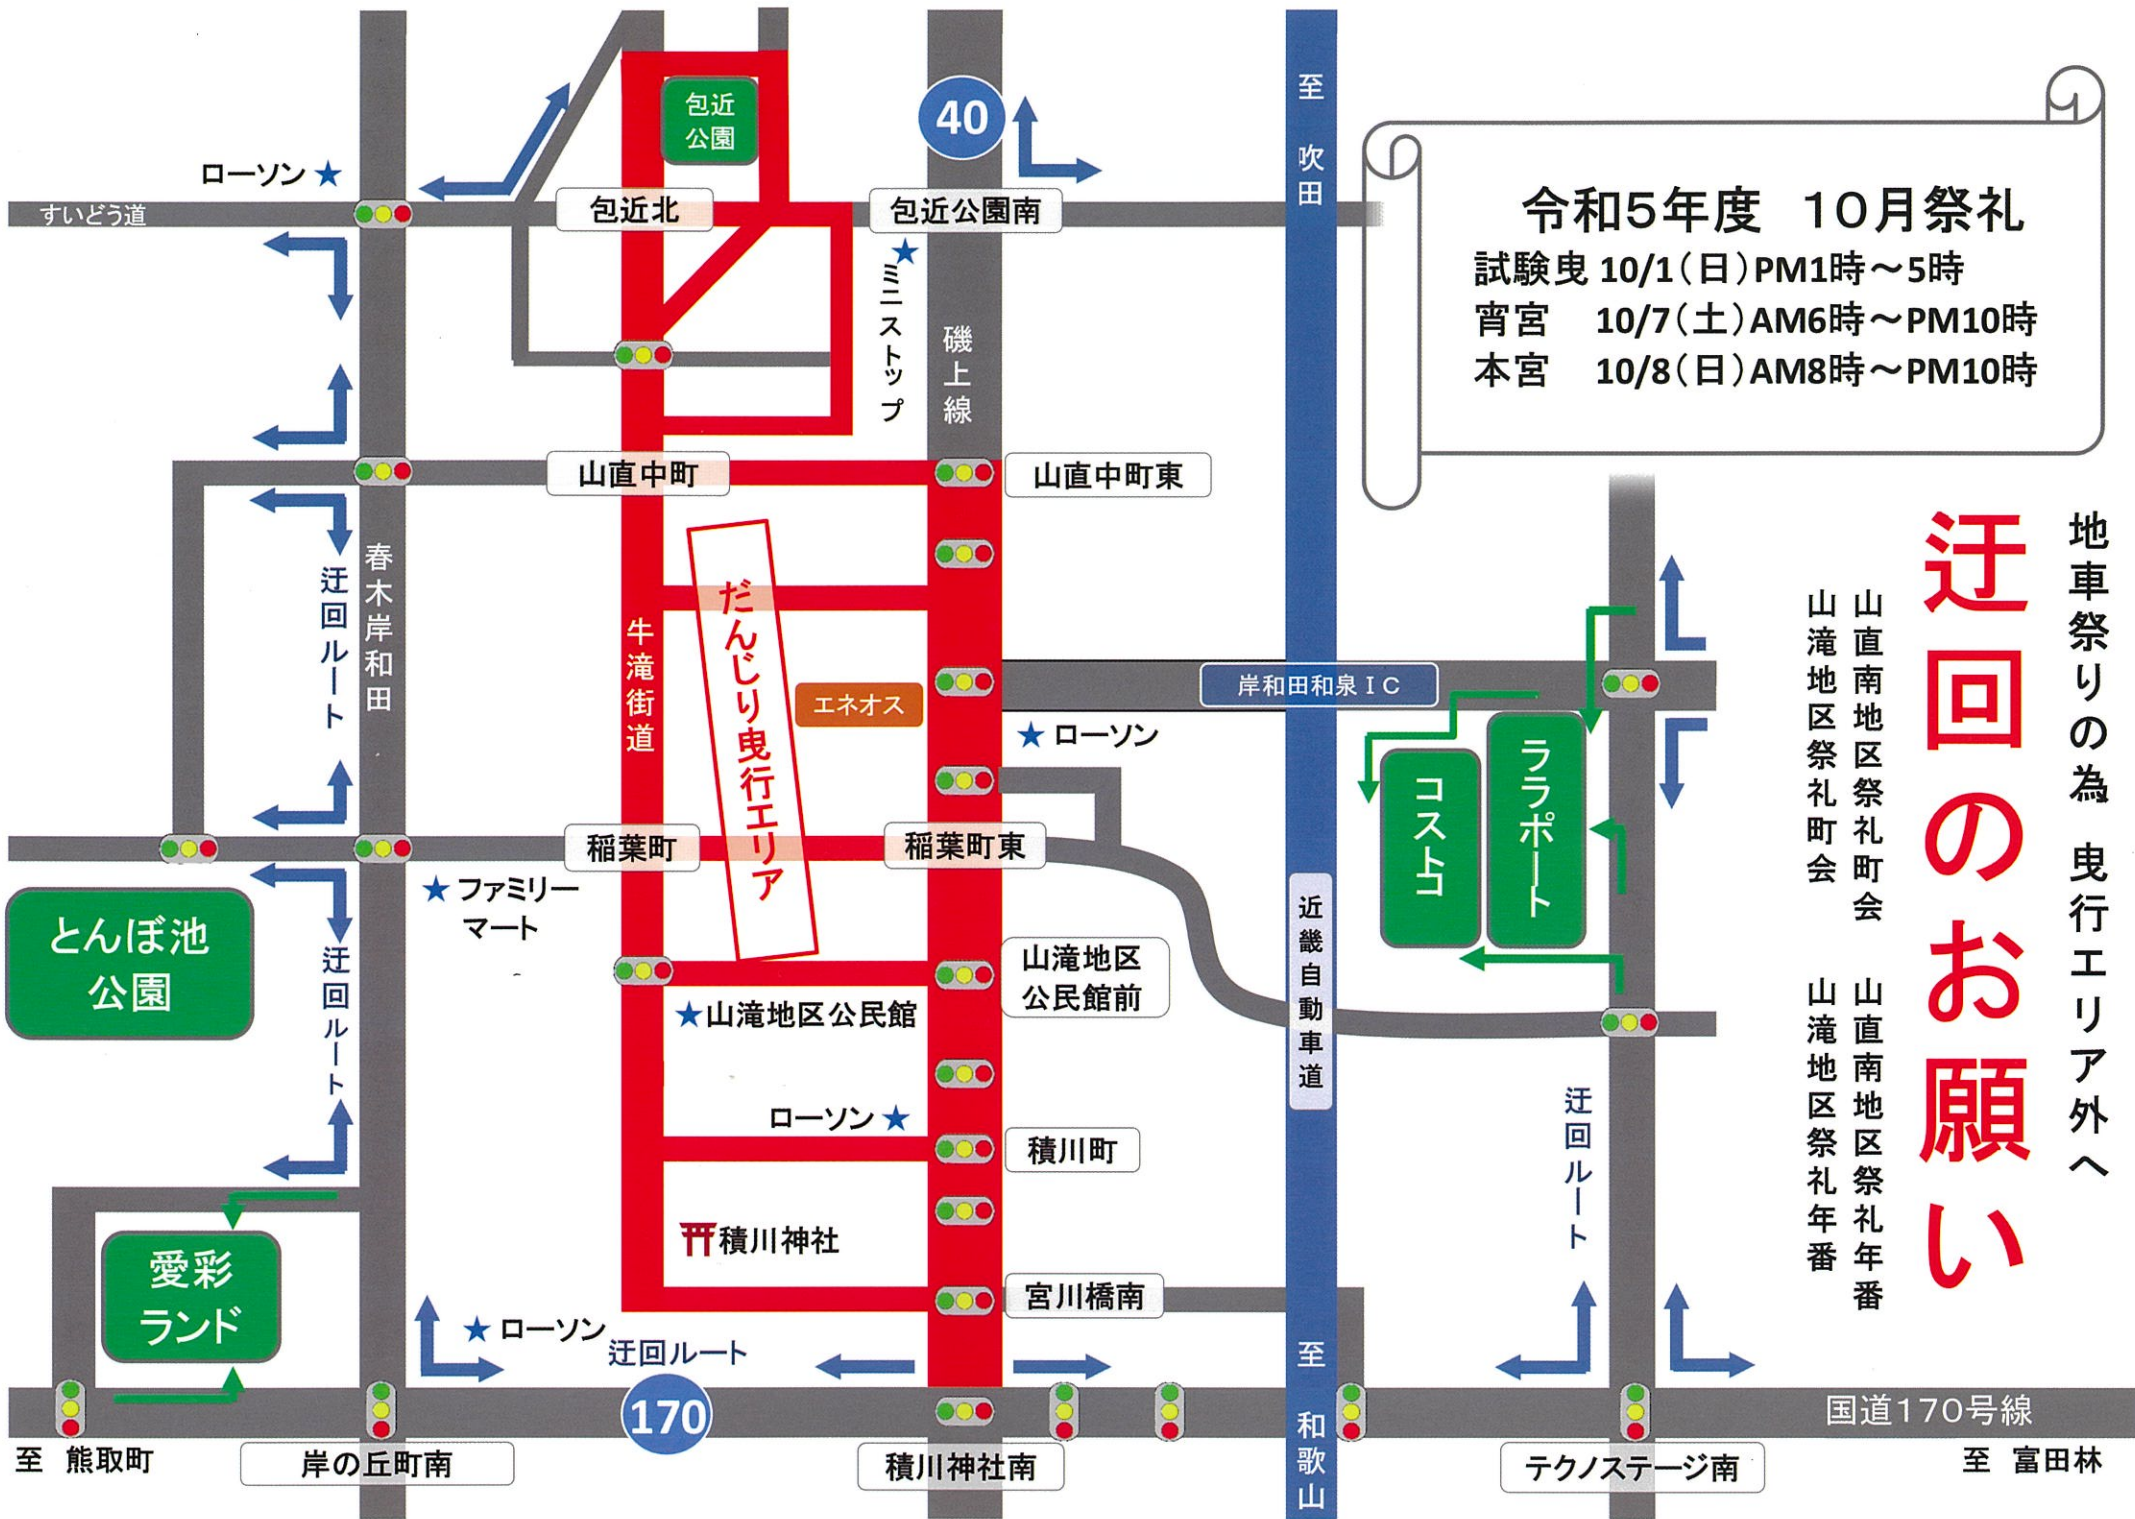 令和5年度 10月祭礼
試験曳 10/1(日)PM1時～5時
宵宮 10/7(土)AM6時～PM10時
本宮 10/8(日)AM8時～PM10時
地車祭りの為 曳行エリア外へ
迂回のお願い
山直南地区祭礼町会 山直南地区祭礼年番
山滝地区祭礼町会 山滝地区祭礼年番
包近
公園
40
至 吹田
ローソン ★
すいどう道
包近北
包近公園南
★ミニストップ
磯上線
山直中町
山直中町東
春木岸和田
迂回ルート
牛滝街道
だんじり曳行エリア
エネオス
岸和田和泉IC
★ ローソン
コストコ
ララポート
稲葉町
稲葉町東
★ ファミリー
マート
とんぼ池
公園
迂回ルート
近畿自動車道
山滝地区
公民館前
★山滝地区公民館
ローソン ★
積川町
迂回ルート
積川神社
愛彩
ランド
宮川橋南
★ ローソン
迂回ルート
170
至 和歌山
国道170号線
至 熊取町
岸の丘町南
積川神社南
テクノステージ南
至 富田林